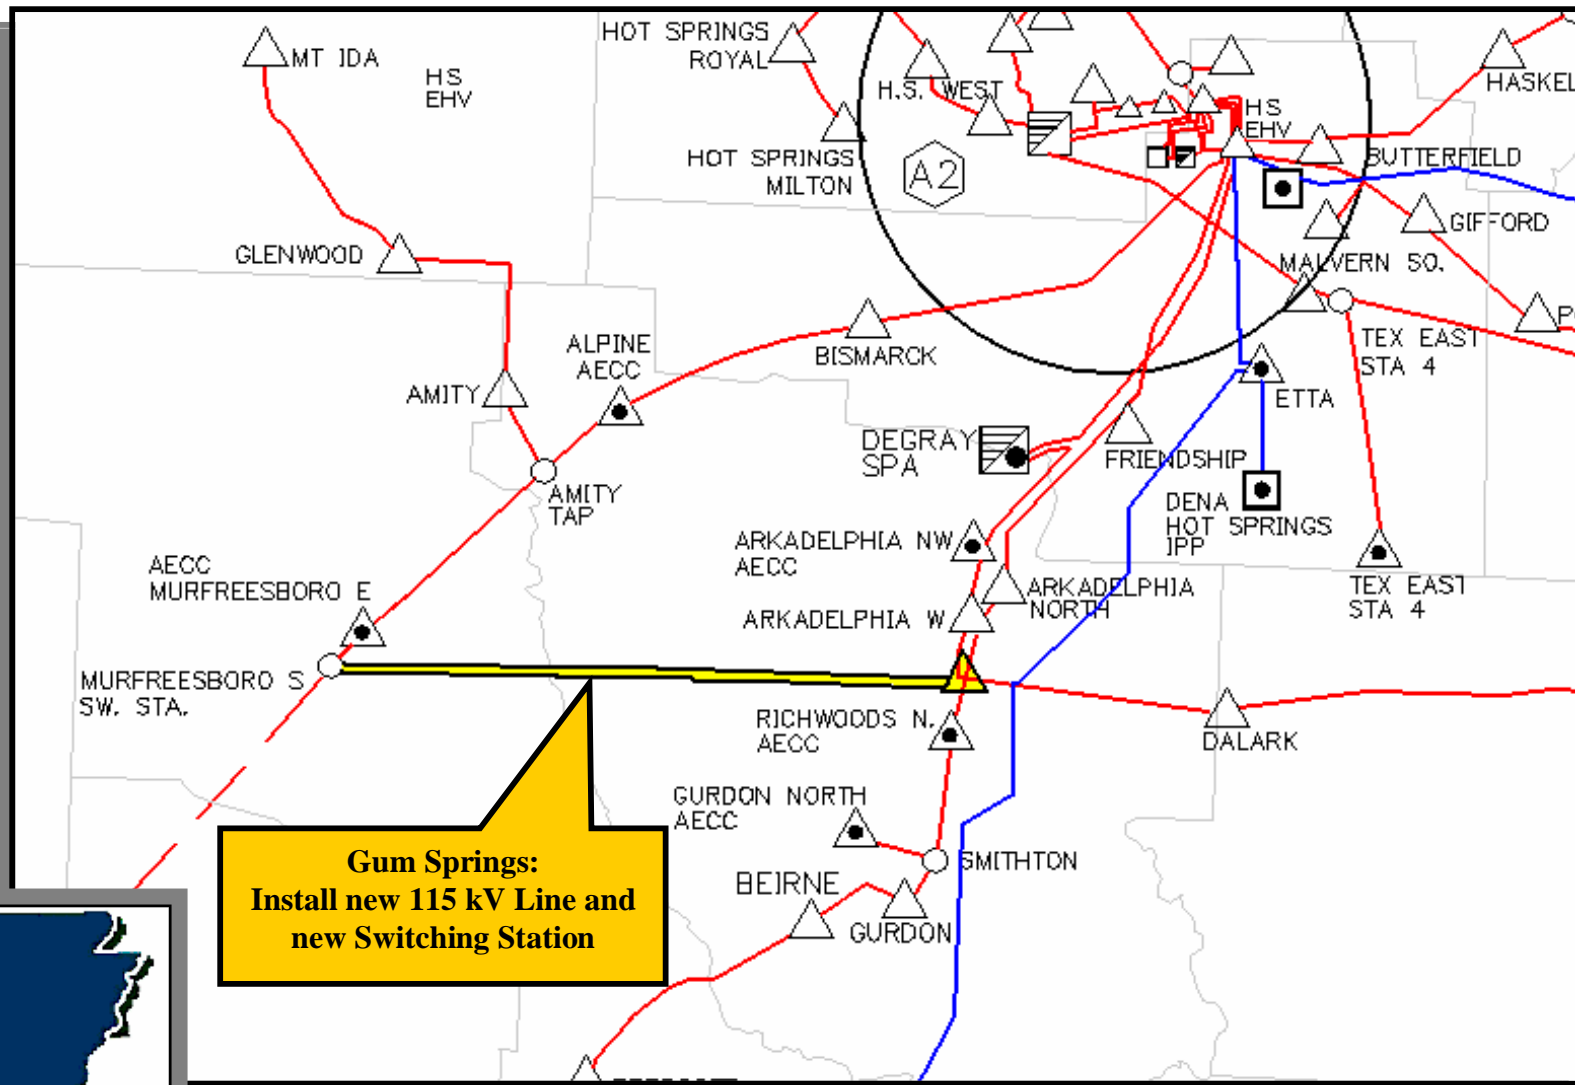 HOT SPRINGS
ROYAL
MT IDA
HS
EHV
H.S. WEST
HASKEL
HS
EHV
HOT SPRINGS
MILTON
A2
BUTTERFIELD
GIFFORD
GLENWOOD
MALVERN SO.
ALPINE
AECC
BISMARCK
TEX EAST
STA 4
AMITY
ETTA
DEGRAY
SPA
FRIENDSHIP
AMITY
TAP
DENA
HOT SPRINGS
IPP
ARKADELPHIA NW
AECC
AECC
MURFREESBORO E
ARKADELPHIA
NORTH
TEX EAST
STA 4
ARKADELPHIA W
MURFREESBORO S
SW. STA.
RICHWOODS N.
AECC
DALARK
GURDON NORTH
AECC
SMITHTON
BEIRNE
GURDON
Gum Springs:
Install new 115 kV Line and
new Switching Station